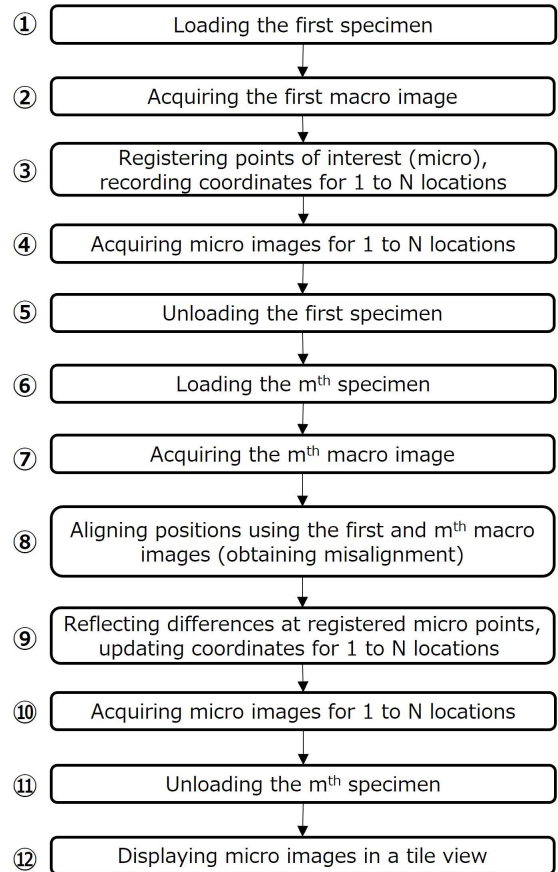 ① Loading the first specimen
② Acquiring the first macro image
③ Registering points of interest (micro),
recording coordinates for 1 to N locations
④ Acquiring micro images for 1 to N locations
⑤ Unloading the first specimen
⑥ Loading the mth specimen
⑦ Acquiring the mth macro image
⑧ Aligning positions using the first and mth macro
images (obtaining misalignment)
⑨ Reflecting differences at registered micro points,
updating coordinates for 1 to N locations
⑩ Acquiring micro images for 1 to N locations
⑪ Unloading the mth specimen
⑫ Displaying micro images in a tile view